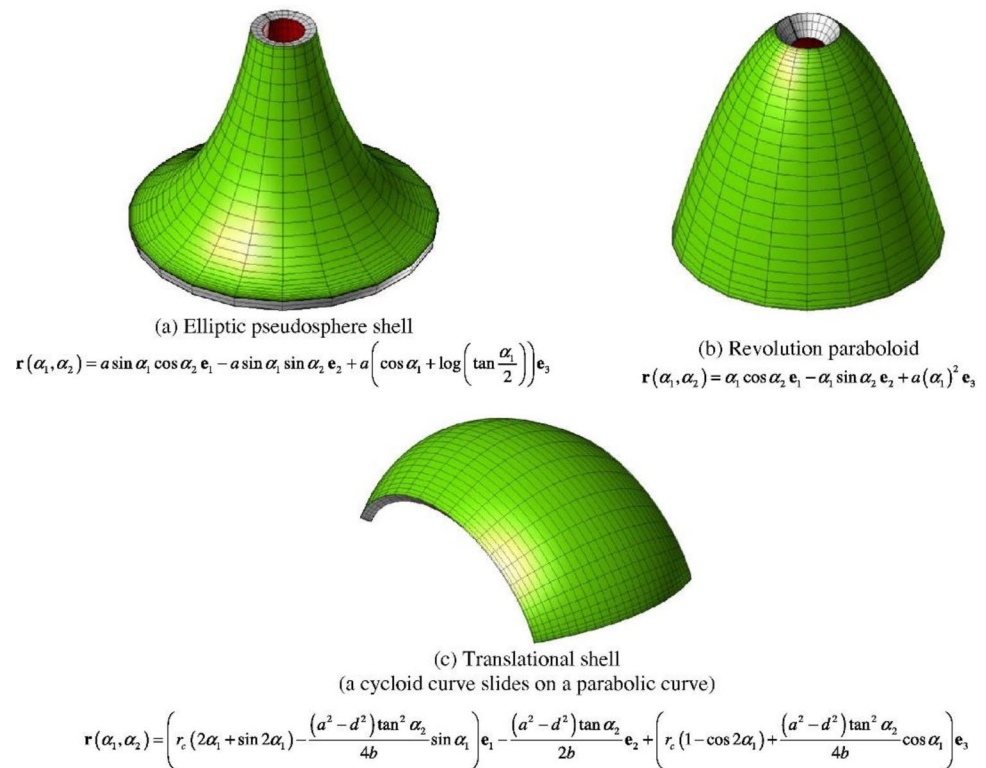 (a) Elliptic pseudosphere shell
r(α₁,α₂) = a sin α₁ cos α₂ e₁ − a sin α₁ sin α₂ e₂ + a(cos α₁ + log(tan α₁/2)) e₃
(b) Revolution paraboloid
r(α₁,α₂) = α₁ cos α₂ e₁ − α₁ sin α₂ e₂ + a(α₁)² e₃
(c) Translational shell
(a cycloid curve slides on a parabolic curve)
r(α₁,α₂) = (r_c(2α₁ + sin 2α₁) − (a² − d²)tan² α₂/4b sin α₁) e₁ − (a² − d²)tan α₂/2b e₂ + (r_c(1 − cos 2α₁) + (a² − d²)tan² α₂/4b cos α₁) e₃